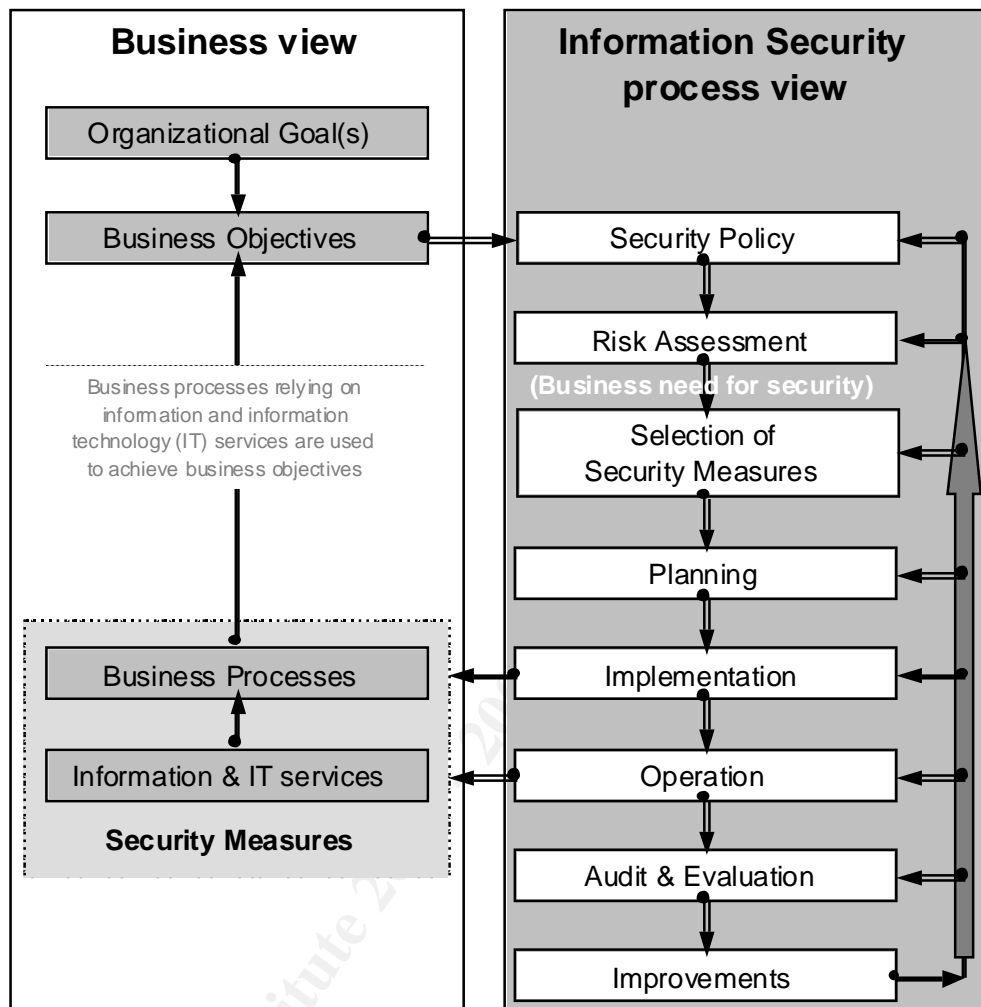 Business view
Organizational Goal(s)
Business Objectives
Business processes relying on
information and information
technology (IT) services are used
to achieve business objectives
Business Processes
Information & IT services
Security Measures
Information Security
process view
Security Policy
Risk Assessment
(Business need for security)
Selection of
Security Measures
Planning
Implementation
Operation
Audit & Evaluation
Improvements